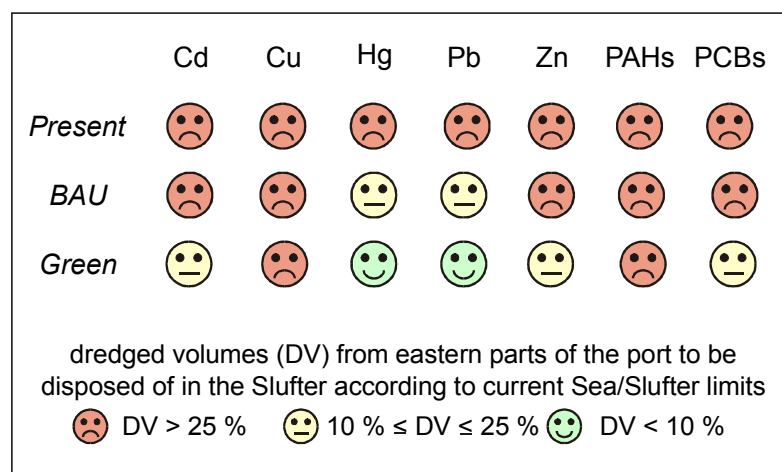 Cd Cu Hg Pb Zn PAHs PCBs
Present
BAU
Green
dredged volumes (DV) from eastern parts of the port to be
disposed of in the Slufter according to current Sea/Slufter limits
DV > 25 % 10 % ≤ DV ≤ 25 % DV < 10 %